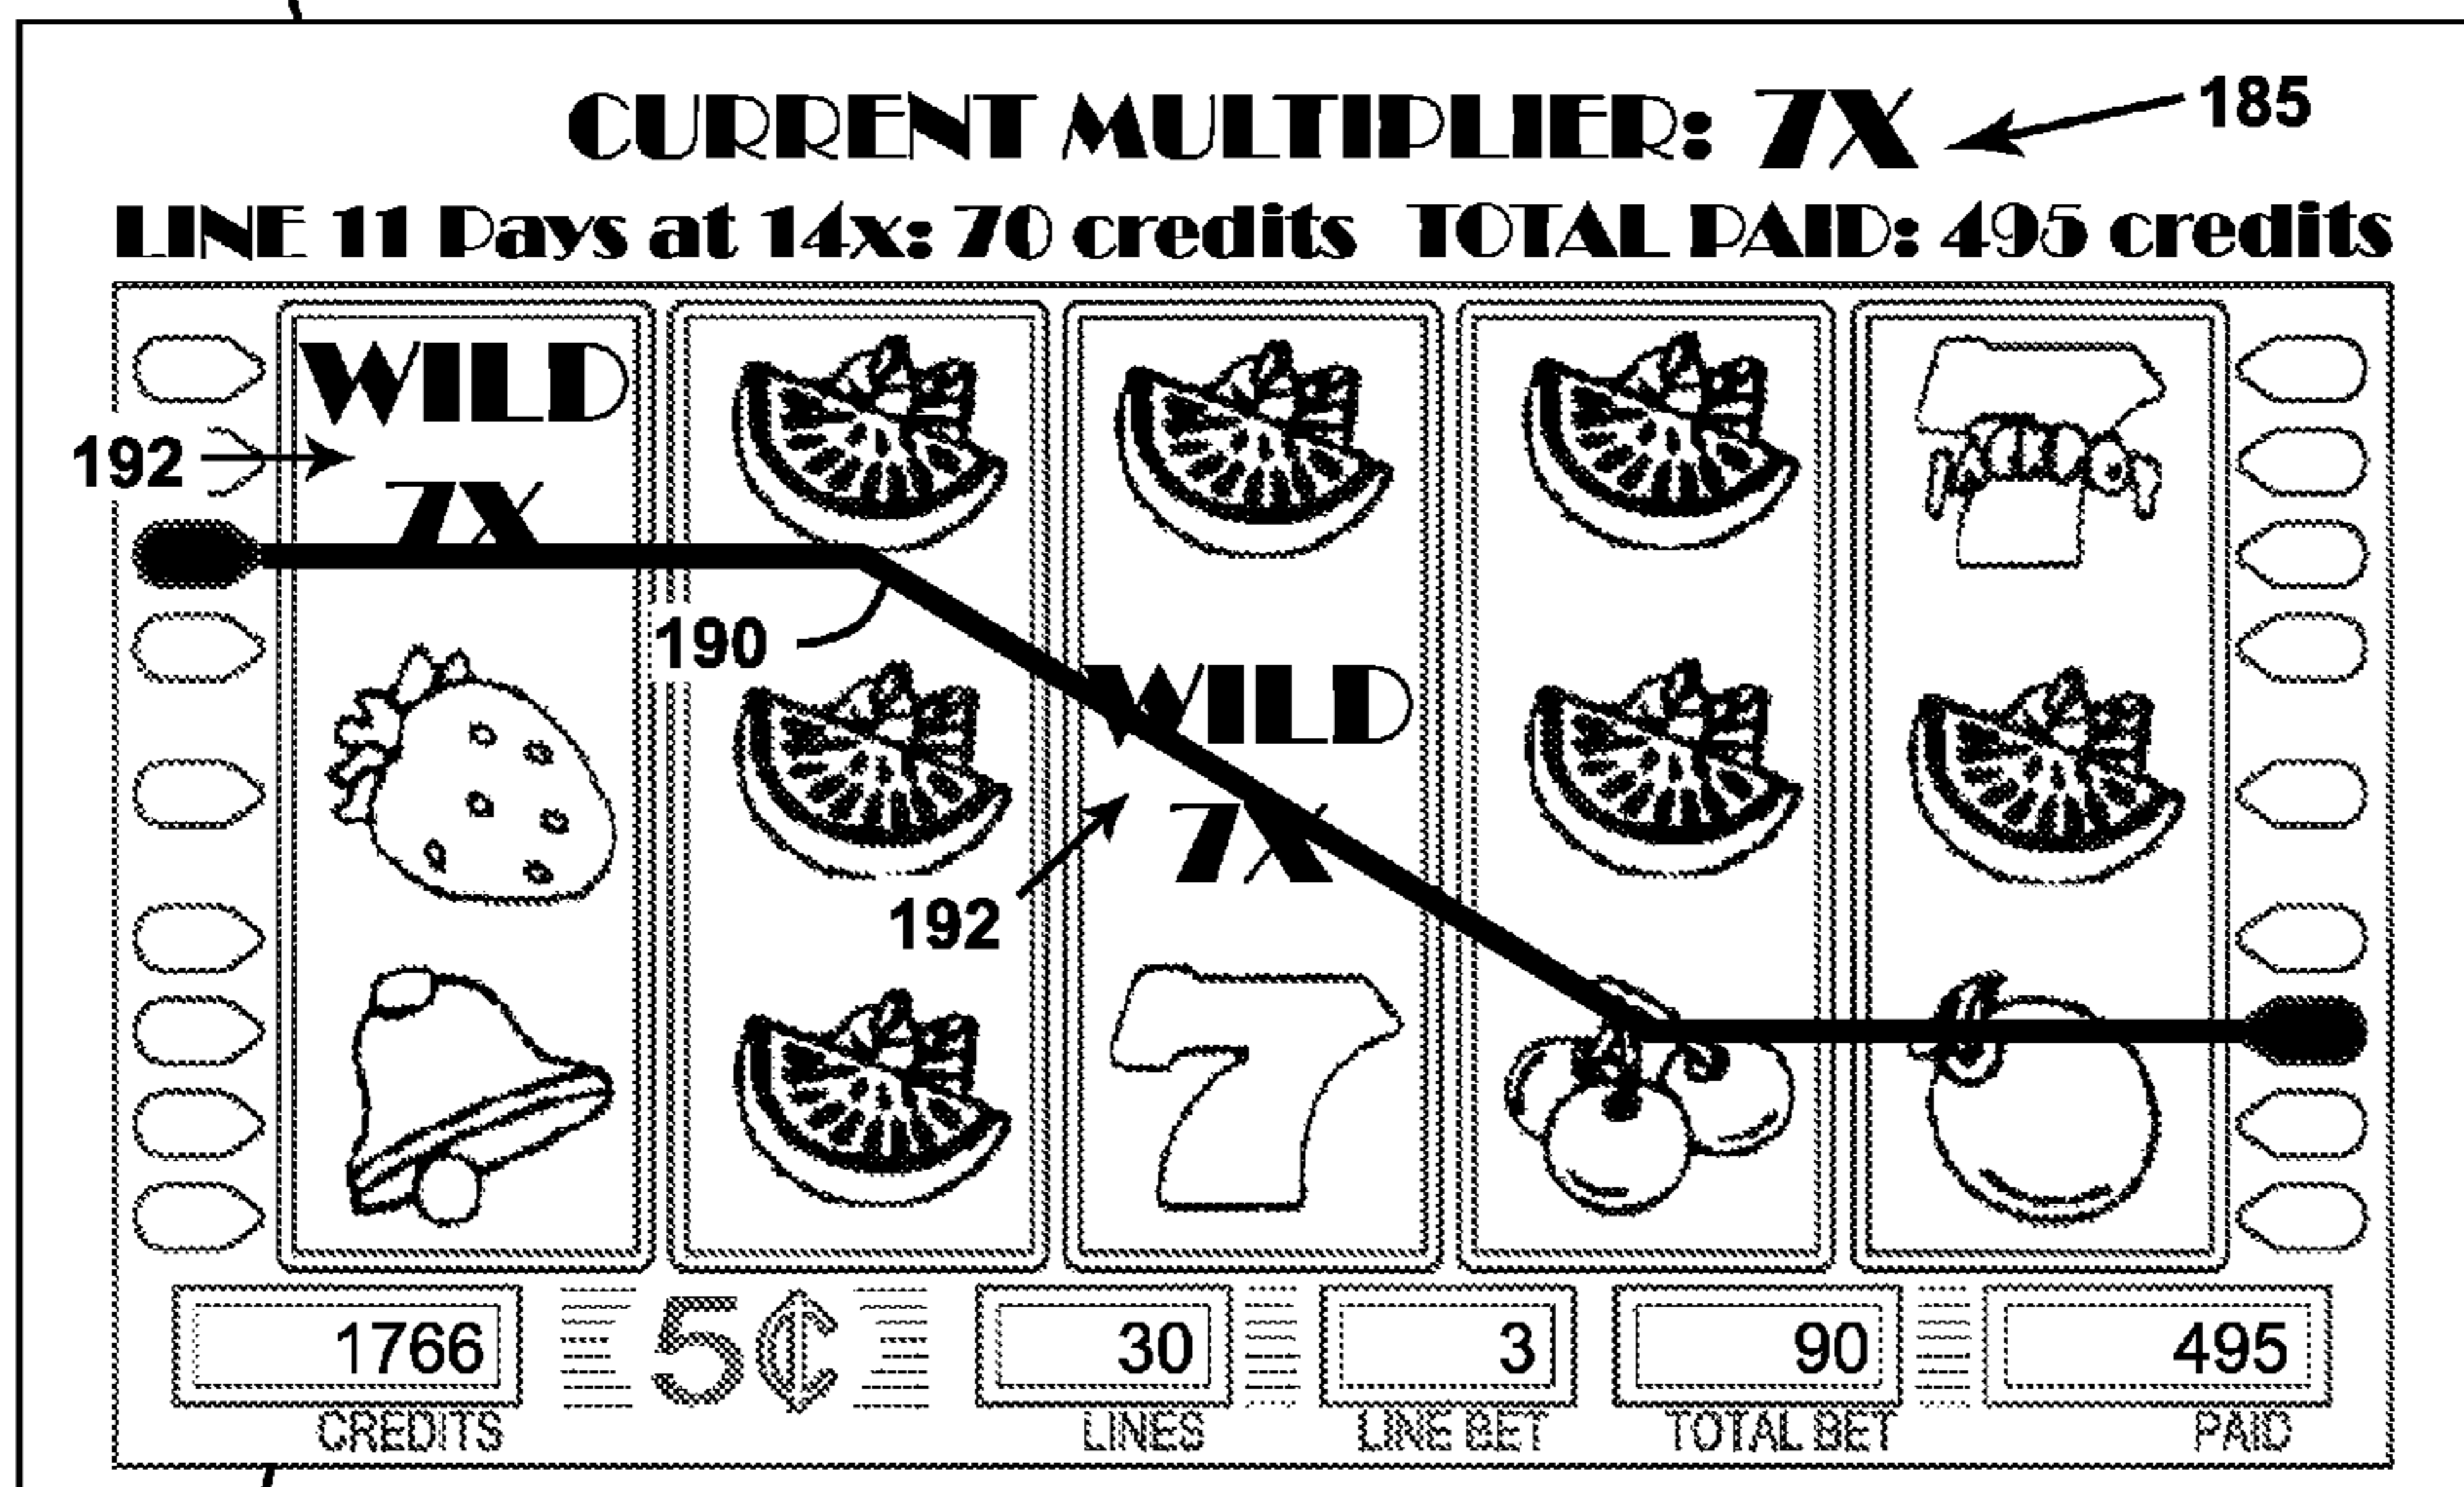 CURRENT MULTIPLIER: 7X
185
LINE 11 Pays at 14x: 70 credits TOTAL PAID: 495 credits
WILD
192
7X
190
WILD
7X
192
7
1766
5¢
30
3
90
495
CREDITS
LINES
LINE BET
TOTAL BET
PAID